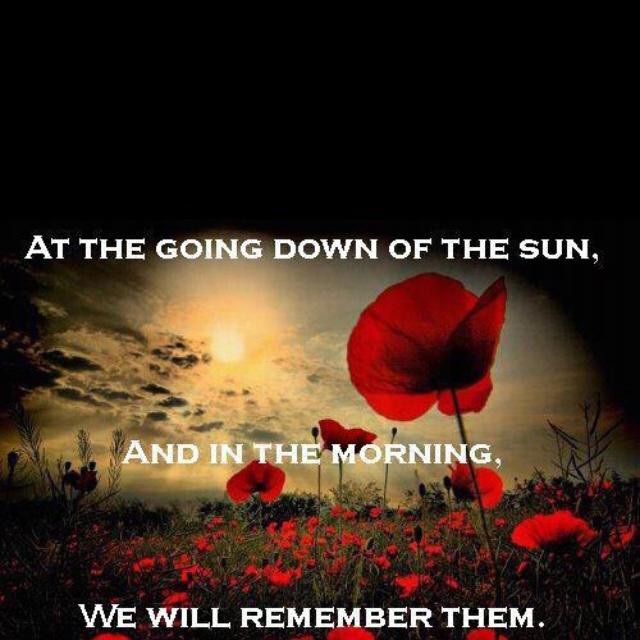 At the going down of the sun,
And in the morning,
We will remember them.